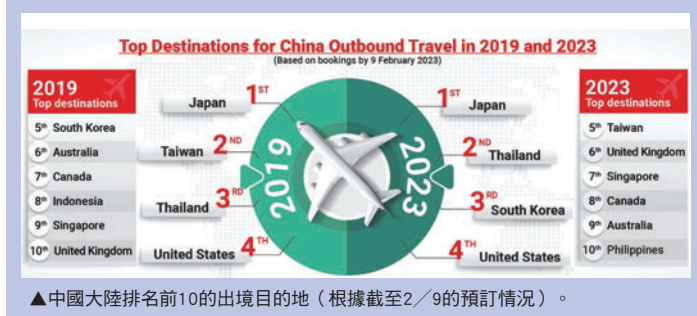 Top Destinations for China Outbound Travel in 2019 and 2023
(Based on bookings by 9 February 2023)
2019
Top destinations
5th South Korea
6th Australia
7th Canada
8th Indonesia
9th Singapore
10th United Kingdom
Japan 1ST
Taiwan 2ND
Thailand 3RD
United States 4TH
2019
2023
1ST Japan
2ND Thailand
3RD South Korea
4TH United States
2023
Top destinations
5th Taiwan
6th United Kingdom
7th Singapore
8th Canada
9th Australia
10th Philippines
▲中國大陸排名前10的出境目的地（根據截至2／9的預訂情況）。